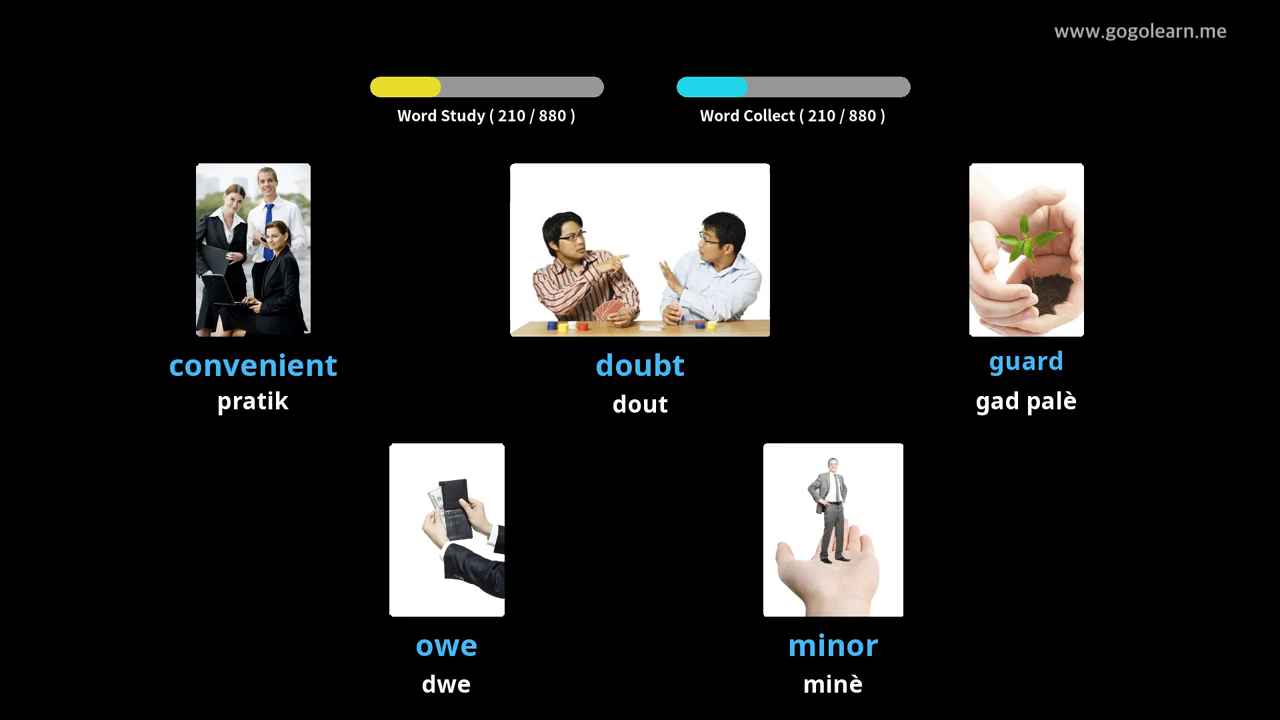 www.gogolearn.me
Word Study ( 210 / 880 )
Word Collect ( 210 / 880 )
convenient
pratik
doubt
dout
guard
gad palè
owe
dwe
minor
minè